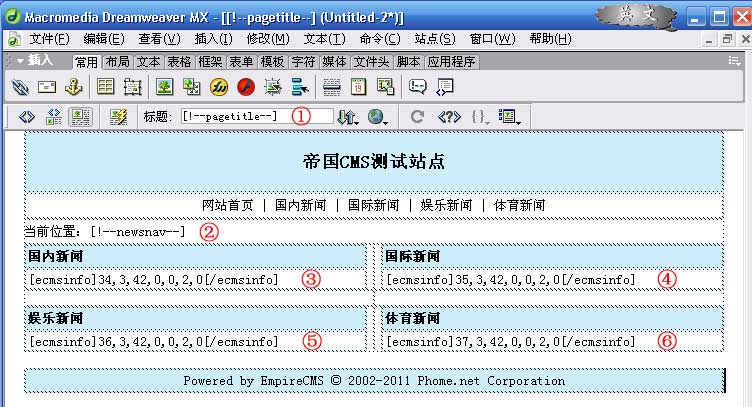 Macromedia Dreamweaver MX - [[!--pagetitle--] (Untitled-2*)]
英文
文件(F) 编辑(E) 查看(V) 插入(I) 修改(M) 文本(T) 命令(C) 站点(S) 窗口(W) 帮助(H)
插入 常用 布局 文本 表格 框架 表单 模板 字符 媒体 文件头 脚本 应用程序
标题: [!--pagetitle--] ①
帝国CMS测试站点
网站首页 | 国内新闻 | 国际新闻 | 娱乐新闻 | 体育新闻
当前位置: [!--newsnav--] ②
国内新闻 国际新闻
[ecmsinfo]34,3,42,0,0,2,0[/ecmsinfo] ③ [ecmsinfo]35,3,42,0,0,2,0[/ecmsinfo] ④
娱乐新闻 体育新闻
[ecmsinfo]36,3,42,0,0,2,0[/ecmsinfo] ⑤ [ecmsinfo]37,3,42,0,0,2,0[/ecmsinfo] ⑥
Powered by EmpireCMS © 2002-2011 Phome.net Corporation